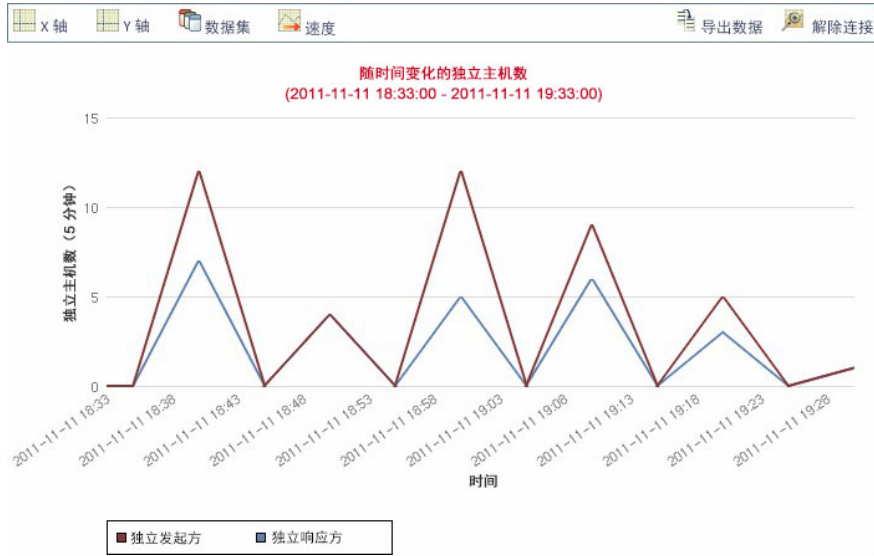 X 轴 Y 轴 数据集 速度 导出数据 解除连接
随时间变化的独立主机数
(2011-11-11 18:33:00 - 2011-11-11 19:33:00)
独立主机数（5 分钟）
15
10
5
0
2011-11-11 18:33
2011-11-11 18:38
2011-11-11 18:43
2011-11-11 18:48
2011-11-11 18:53
2011-11-11 18:58
2011-11-11 19:03
2011-11-11 19:08
2011-11-11 19:13
2011-11-11 19:18
2011-11-11 19:23
2011-11-11 19:28
时间
独立发起方 独立响应方